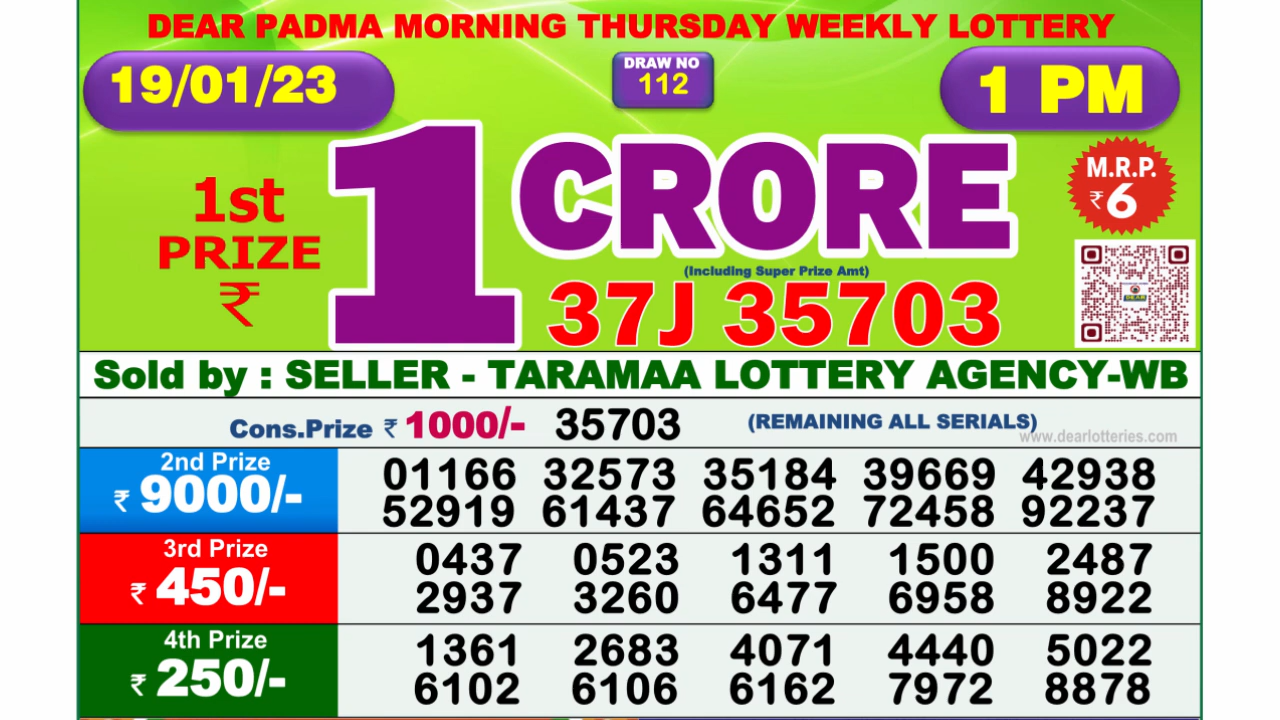 DEAR PADMA MORNING THURSDAY WEEKLY LOTTERY
19/01/23
DRAW NO
112
1 PM
1st
PRIZE
₹
1 CRORE
(Including Super Prize Amt)
37J 35703
M.R.P.
₹ 6
Sold by : SELLER - TARAMAA LOTTERY AGENCY-WB
Cons.Prize ₹ 1000/- 35703 (REMAINING ALL SERIALS)
www.dearlotteries.com
2nd Prize
₹ 9000/-
01166 32573 35184 39669 42938
52919 61437 64652 72458 92237
3rd Prize
₹ 450/-
0437 0523 1311 1500 2487
2937 3260 6477 6958 8922
4th Prize
₹ 250/-
1361 2683 4071 4440 5022
6102 6106 6162 7972 8878